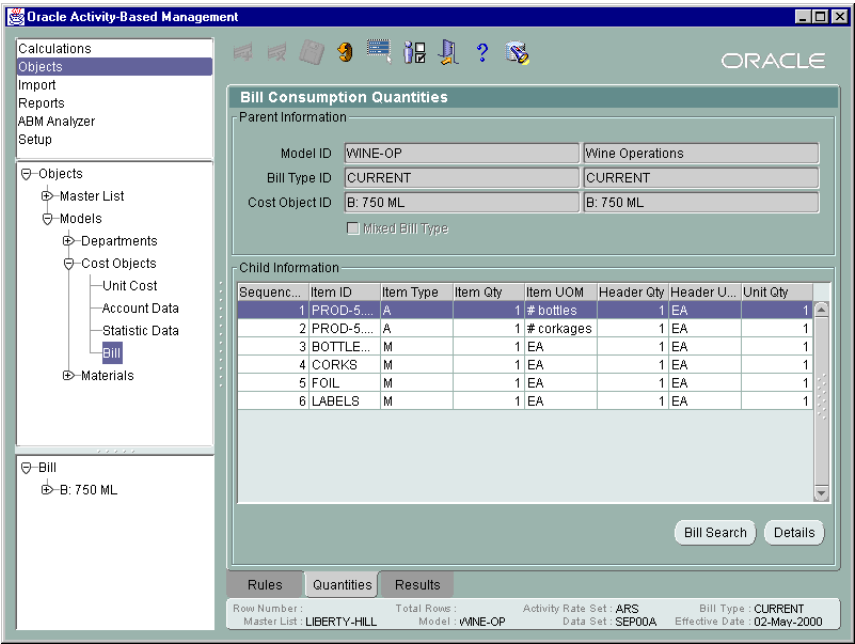 Oracle Activity-Based Management
Calculations
Objects
Import
Reports
ABM Analyzer
Setup
ORACLE
Objects
Master List
Models
Departments
Cost Objects
Unit Cost
Account Data
Statistic Data
Bill
Materials
Bill
B: 750 ML
Bill Consumption Quantities
Parent Information
Model ID WINE-OP Wine Operations
Bill Type ID CURRENT CURRENT
Cost Object ID B: 750 ML B: 750 ML
Mixed Bill Type
Child Information
Sequenc... Item ID Item Type Item Qty Item UOM Header Qty Header U... Unit Qty
1 PROD-5.... A 1 # bottles 1 EA 1
2 PROD-5.... A 1 # corkages 1 EA 1
3 BOTTLE... M 1 EA 1 EA 1
4 CORKS M 1 EA 1 EA 1
5 FOIL M 1 EA 1 EA 1
6 LABELS M 1 EA 1 EA 1
Bill Search Details
Rules Quantities Results
Row Number : Total Rows : Activity Rate Set : ARS Bill Type : CURRENT
Master List : LIBERTY-HILL Model : WINE-OP Data Set : SEP00A Effective Date : 02-May-2000